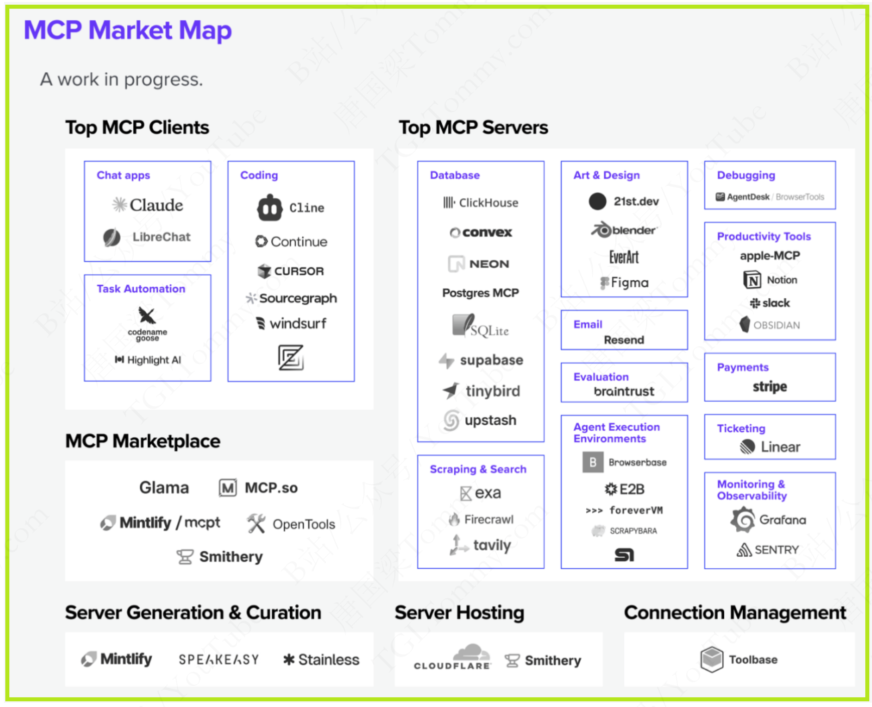 MCP Market Map
A work in progress.
Top MCP Clients
Chat apps
Claude
LibreChat
Task Automation
codename
goose
Highlight AI
Coding
Cline
Continue
CURSOR
Sourcegraph
windsurf
Top MCP Servers
Database
ClickHouse
convex
NEON
Postgres MCP
SQLite
supabase
tinybird
upstash
Scraping & Search
exa
Firecrawl
tavily
Art & Design
21st.dev
blender
EverArt
Figma
Email
Resend
Evaluation
braintrust
Agent Execution
Environments
B Browserbase
E2B
>>> foreverVM
SCRAPYBARA
Debugging
AgentDesk / BrowserTools
Productivity Tools
apple-MCP
Notion
slack
OBSIDIAN
Payments
stripe
Ticketing
Linear
Monitoring &
Observability
Grafana
SENTRY
MCP Marketplace
Glama
M MCP.so
Mintlify / mcpt
OpenTools
Smithery
Server Generation & Curation
Mintlify
SPEAKEASY
Stainless
Server Hosting
CLOUDFLARE
Smithery
Connection Management
Toolbase